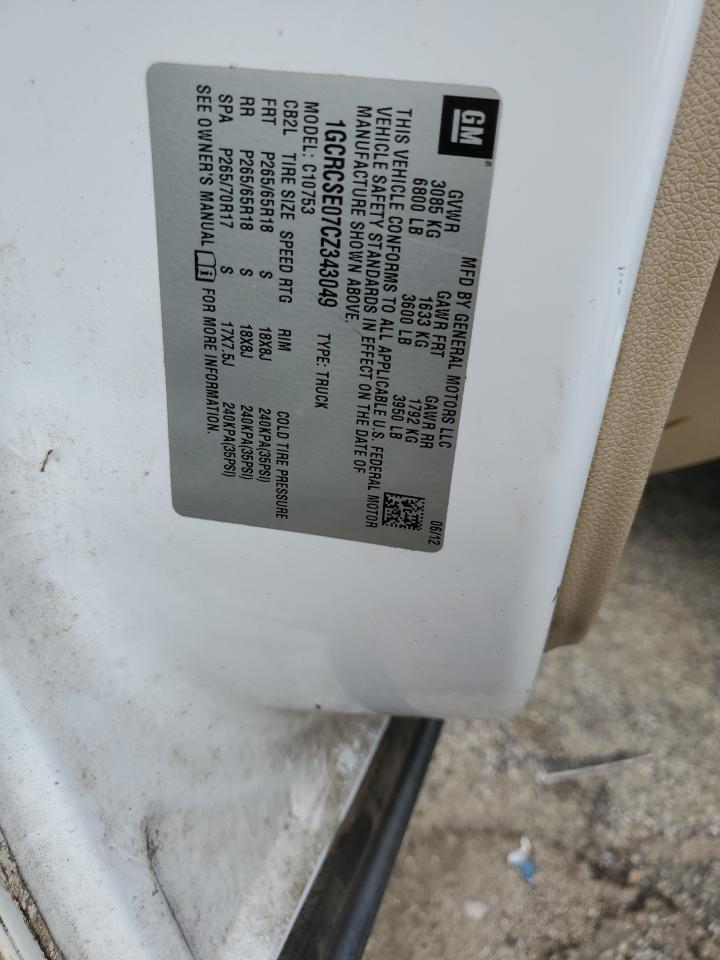 GM
MFD BY GENERAL MOTORS LLC 06/12
GVWR GAWR FRT GAWR RR
3085 KG 1633 KG 1792 KG
6800 LB 3600 LB 3950 LB
THIS VEHICLE CONFORMS TO ALL APPLICABLE U.S. FEDERAL MOTOR
VEHICLE SAFETY STANDARDS IN EFFECT ON THE DATE OF
MANUFACTURE SHOWN ABOVE.
1GCRCSE07CZ343049 TYPE: TRUCK
MODEL: C10753
CB2L TIRE SIZE SPEED RTG RIM COLD TIRE PRESSURE
FRT P265/65R18 S 18X8J 240KPA(35PSI)
RR P265/65R18 S 18X8J 240KPA(35PSI)
SPA P265/70R17 S 17X7.5J 240KPA(35PSI)
SEE OWNER'S MANUAL i FOR MORE INFORMATION.